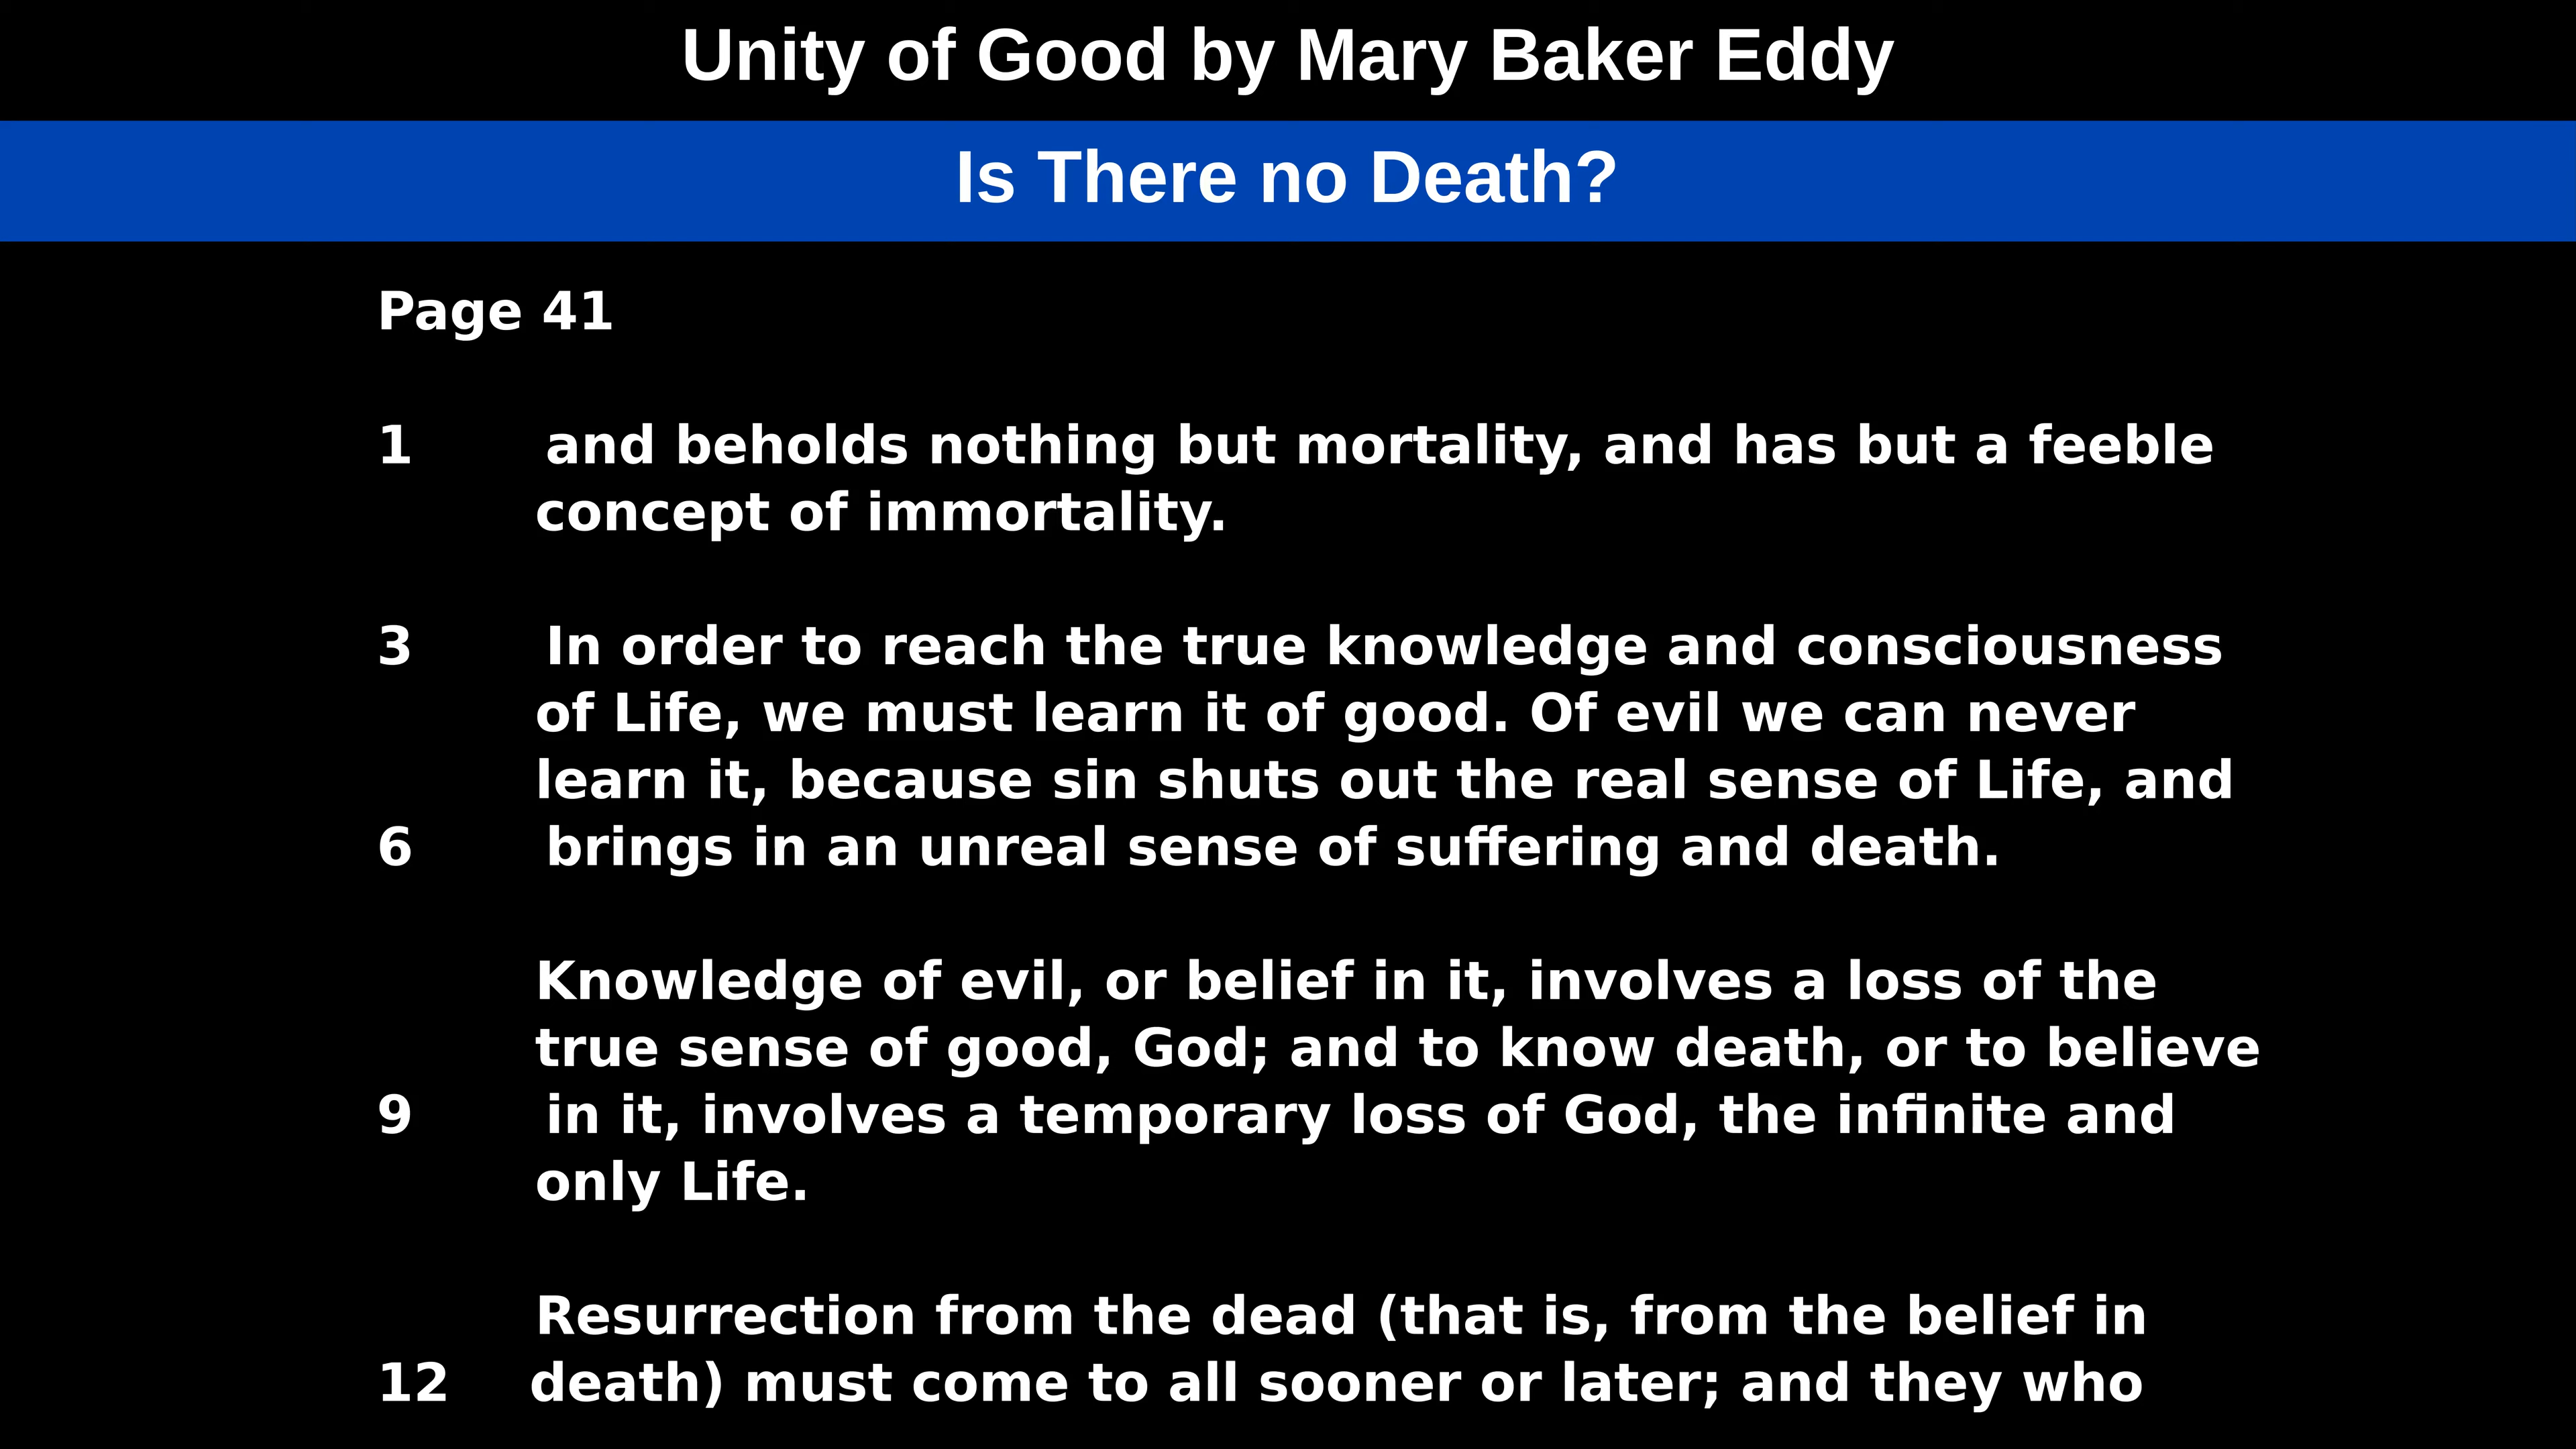 Unity of Good by Mary Baker Eddy
Is There no Death?
Page 41
1 and beholds nothing but mortality, and has but a feeble
concept of immortality.
3 In order to reach the true knowledge and consciousness
of Life, we must learn it of good. Of evil we can never
learn it, because sin shuts out the real sense of Life, and
6 brings in an unreal sense of suffering and death.
Knowledge of evil, or belief in it, involves a loss of the
true sense of good, God; and to know death, or to believe
9 in it, involves a temporary loss of God, the infinite and
only Life.
Resurrection from the dead (that is, from the belief in
12 death) must come to all sooner or later; and they who